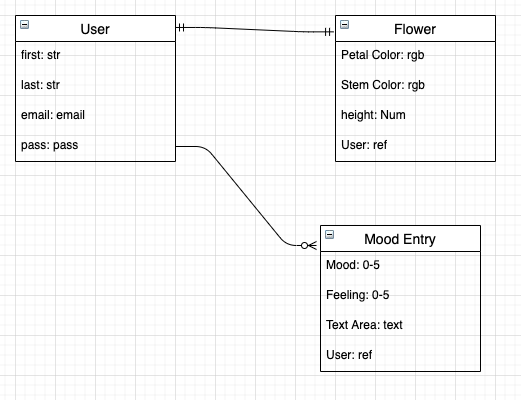 User
first: str
last: str
email: email
pass: pass
Flower
Petal Color: rgb
Stem Color: rgb
height: Num
User: ref
Mood Entry
Mood: 0-5
Feeling: 0-5
Text Area: text
User: ref